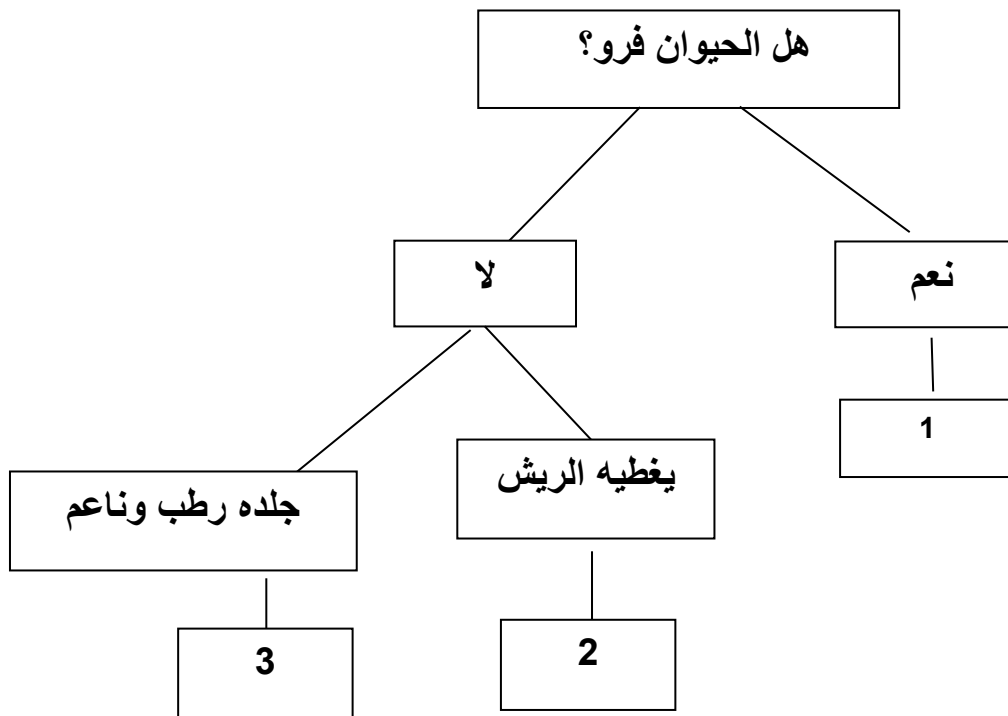 هل الحيوان فرو؟
نعم
لا
1
يغطيه الريش
جلده رطب وناعم
2
3